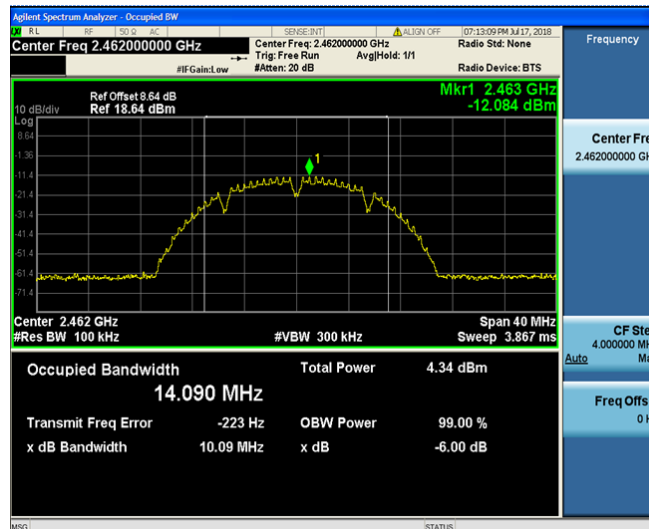 Agilent Spectrum Analyzer - Occupied BW
RL RF 50 Ω AC SENSE:INT ALIGN OFF 07:13:09 PM Jul 17, 2018
Center Freq 2.462000000 GHz
Center Freq: 2.462000000 GHz
Radio Std: None
Trig: Free Run Avg|Hold: 1/1
#IFGain:Low
#Atten: 20 dB
Radio Device: BTS
Frequency
Ref Offset 8.64 dB
Ref 18.64 dBm
10 dB/div
Log
Mkr1 2.463 GHz
-12.084 dBm
8.64
-1.36
-11.4
-21.4
-31.4
-41.4
-51.4
-61.4
-71.4
1
Center 2.462 GHz
Span 40 MHz
#Res BW 100 kHz
#VBW 300 kHz
Sweep 3.867 ms
Occupied Bandwidth
14.090 MHz
Total Power 4.34 dBm
Transmit Freq Error -223 Hz
OBW Power 99.00 %
x dB Bandwidth 10.09 MHz
x dB -6.00 dB
Center Fre
2.462000000 GH
CF Ste
4.000000 MH
Auto Ma
Freq Offs
0 H
MSG
STATUS